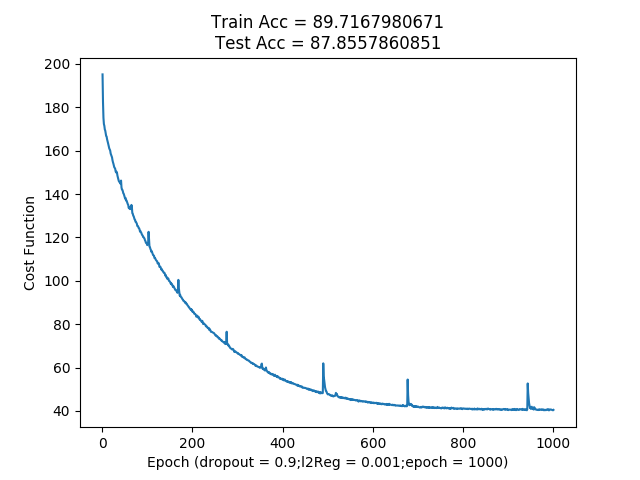 Train Acc = 89.7167980671
Test Acc = 87.8557860851
200
180
160
140
120
100
80
60
40
Cost Function
0 200 400 600 800 1000
Epoch (dropout = 0.9;l2Reg = 0.001;epoch = 1000)